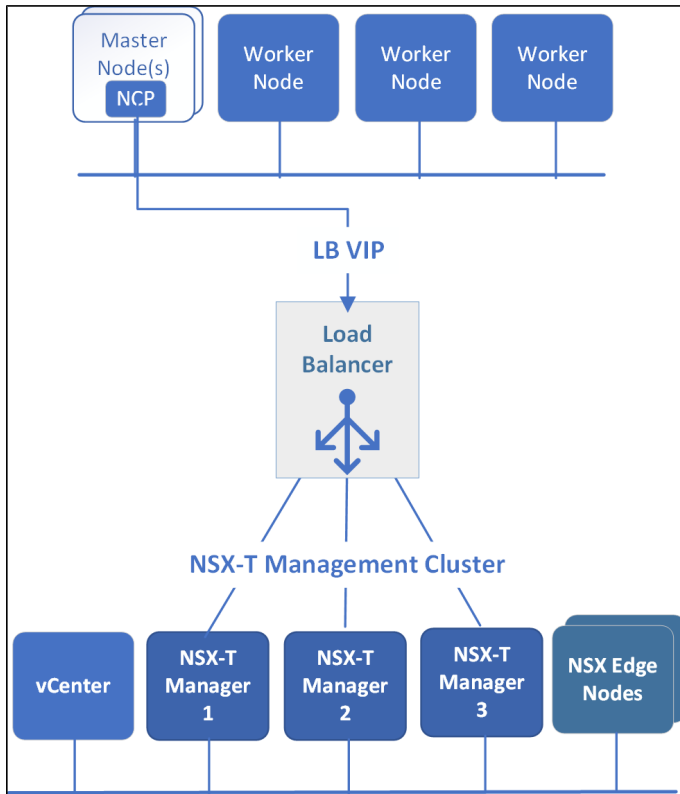 Master
Node(s)
NCP
Worker
Node
Worker
Node
Worker
Node
LB VIP
Load
Balancer
NSX-T Management Cluster
vCenter
NSX-T
Manager
1
NSX-T
Manager
2
NSX-T
Manager
3
NSX Edge
Nodes